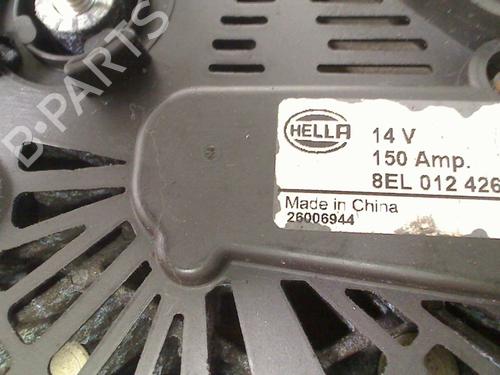 B-PARTS
HELLA
14 V
150 Amp.
8EL 012 426
Made in China
26006944